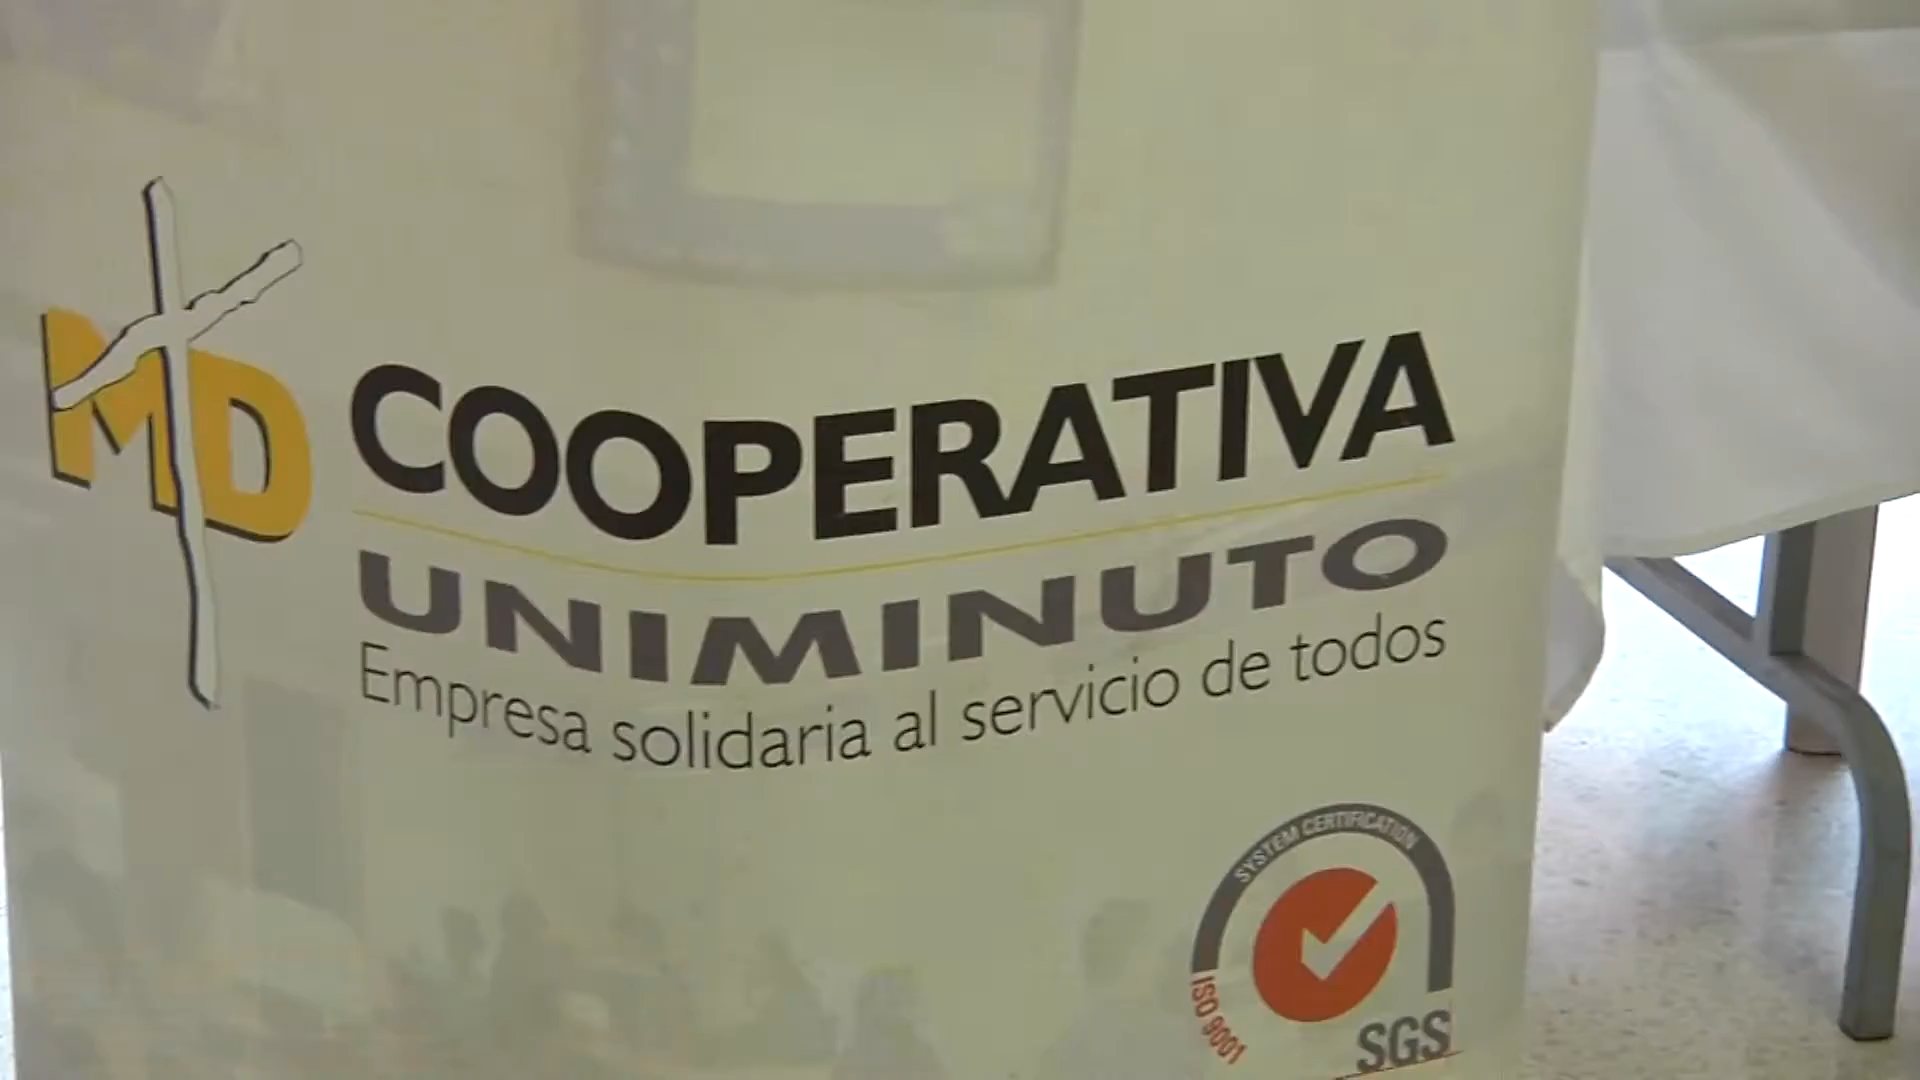 MD
COOPERATIVA
UNIMINUTO
Empresa solidaria al servicio de todos
SYSTEM CERTIFICATION
ISO 9001
SGS